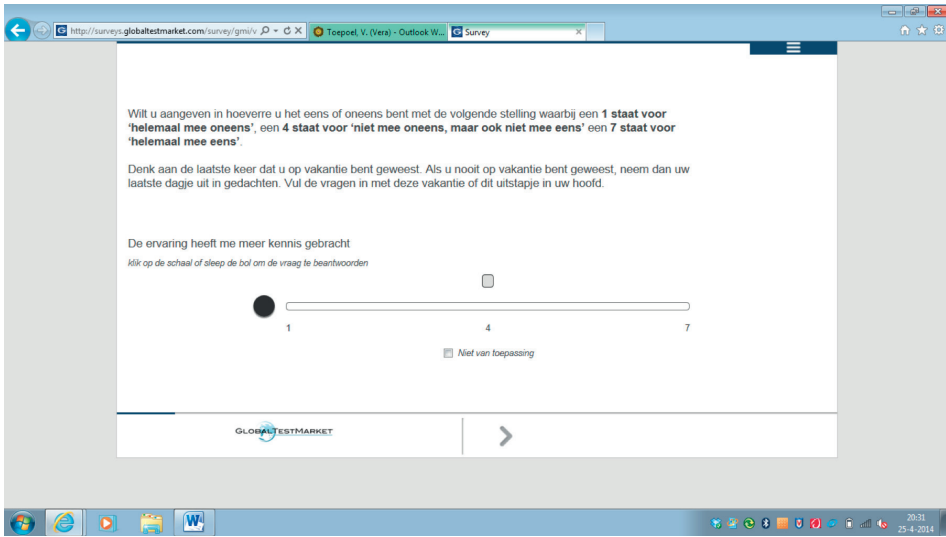 http://surveys.globaltestmarket.com/survey/gmi/v
Toepoel, V. (Vera) - Outlook W...
Survey
Wilt u aangeven in hoeverre u het eens of oneens bent met de volgende stelling waarbij een 1 staat voor
‘helemaal mee oneens’, een 4 staat voor ‘niet mee oneens, maar ook niet mee eens’ een 7 staat voor
‘helemaal mee eens’.
Denk aan de laatste keer dat u op vakantie bent geweest. Als u nooit op vakantie bent geweest, neem dan uw
laatste dagje uit in gedachten. Vul de vragen in met deze vakantie of dit uitstapje in uw hoofd.
De ervaring heeft me meer kennis gebracht
klik op de schaal of sleep de bol om de vraag te beantwoorden
1 4 7
Niet van toepassing
GLOBALTESTMARKET
20:31
25-4-2014